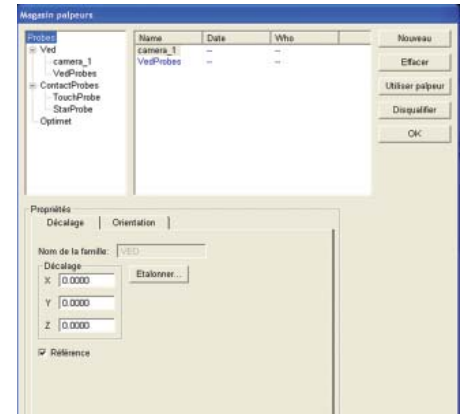 Magasin palpeurs
Probes
Ved
camera_1
VedProbes
ContactProbes
TouchProbe
StarProbe
Optimet
Name Date Who
camera_1 -- --
VedProbes -- --
Nouveau
Effacer
Utiliser palpeur
Disqualifier
OK
Propriétés
Décalage Orientation
Nom de la famille: VED
Décalage
X 0.0000
Y 0.0000
Z 0.0000
Etalonner...
Référence